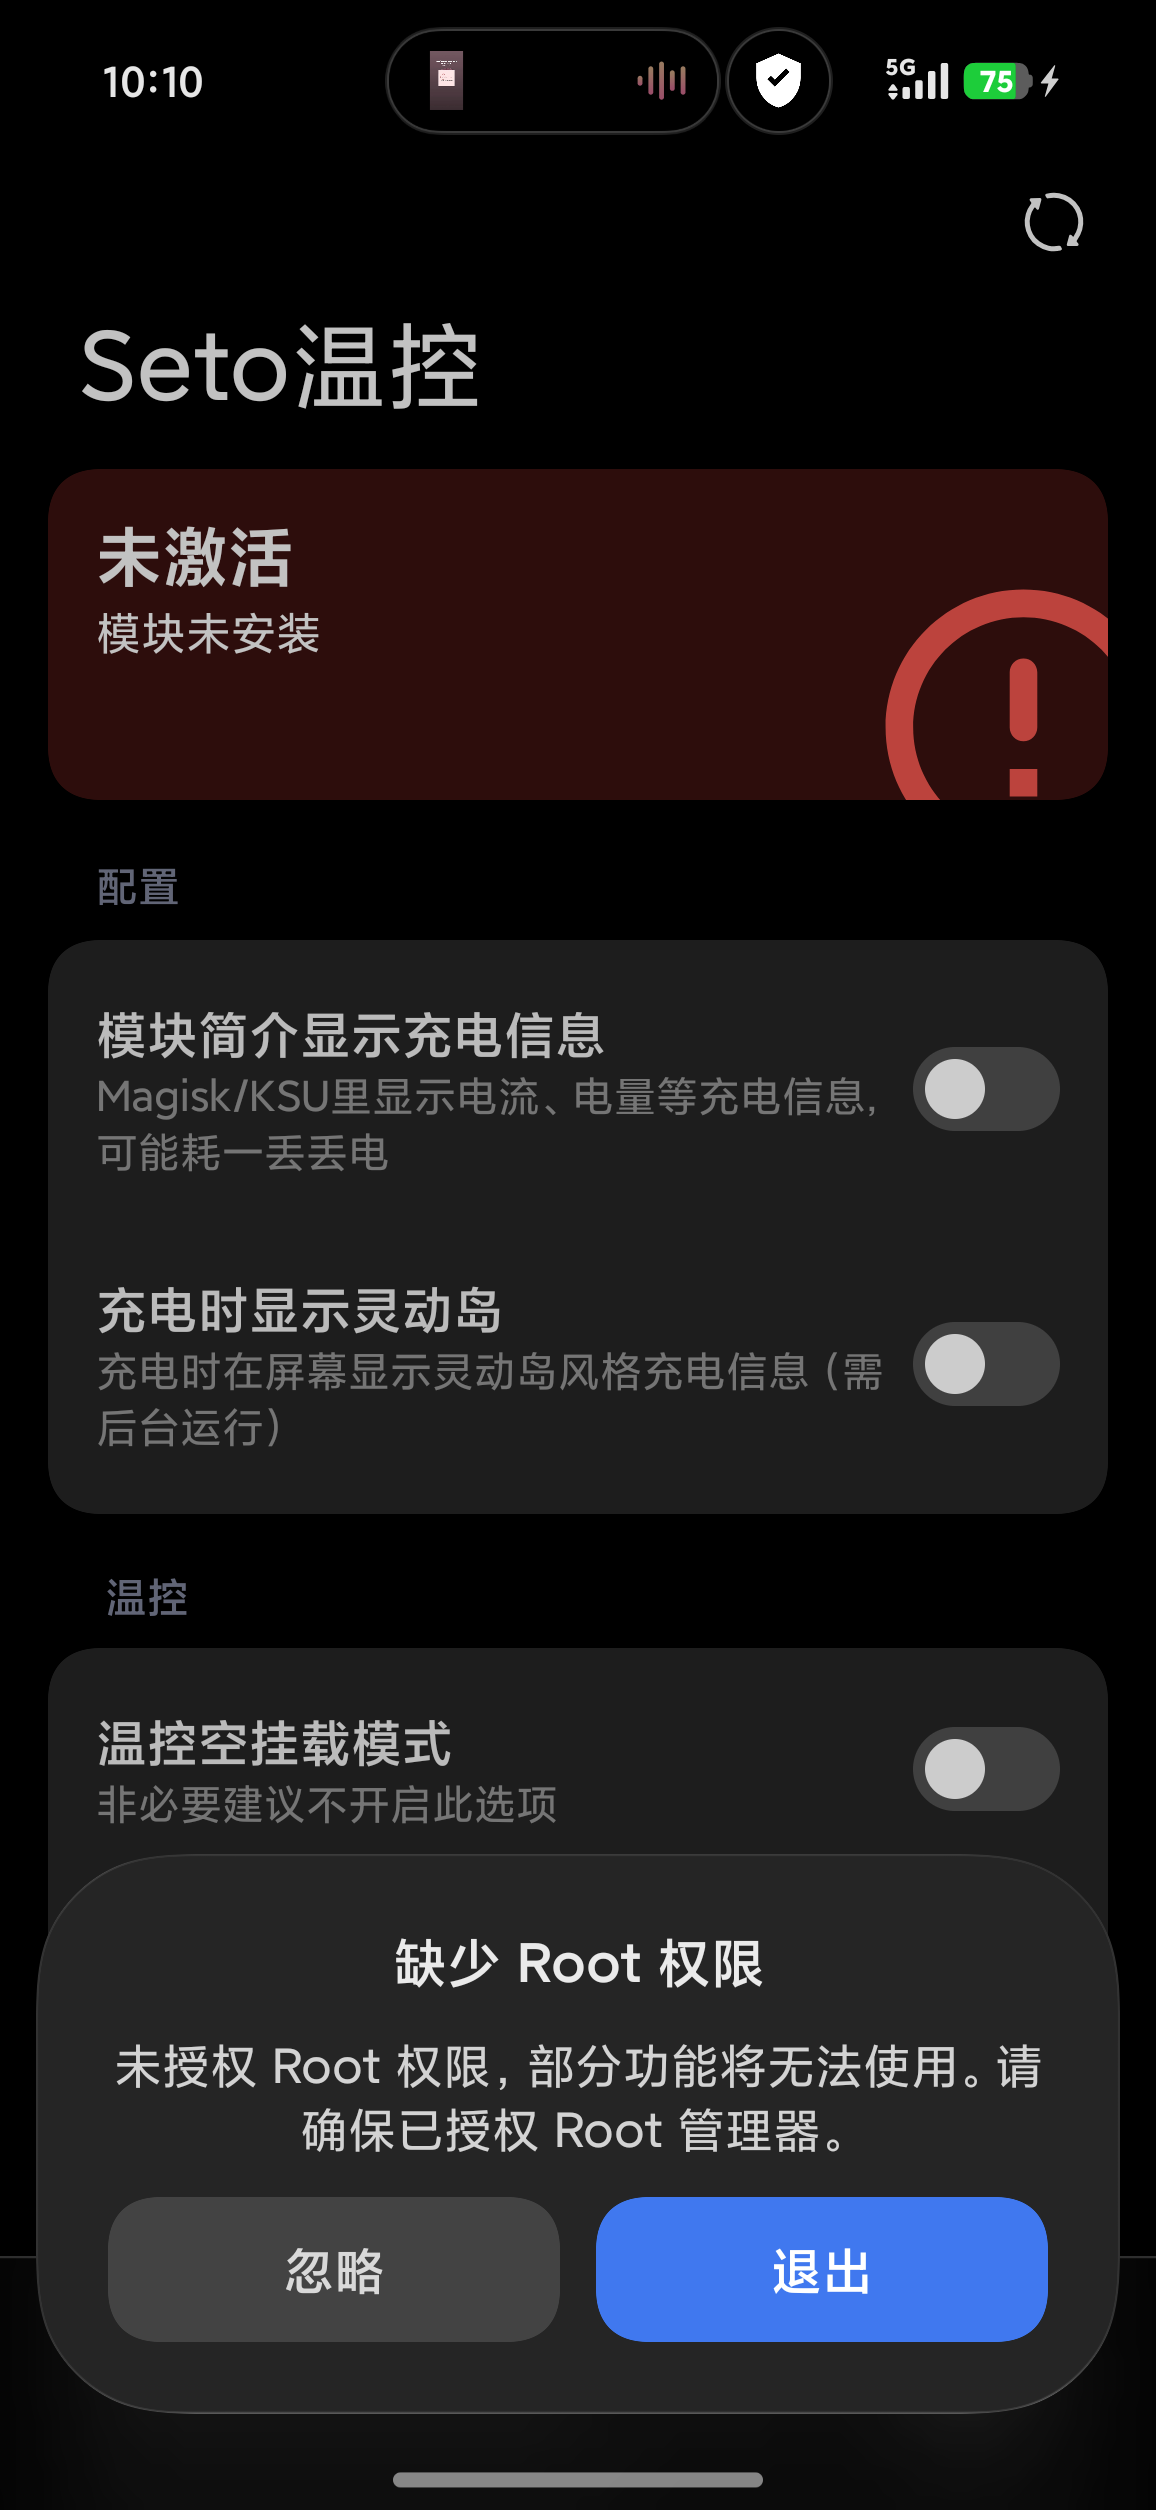 10:10
5G
75
Seto温控
未激活
模块未安装
配置
模块简介显示充电信息
Magisk/KSU里显示电流、电量等充电信息,
可能耗一丢丢电
充电时显示灵动岛
充电时在屏幕显示灵动岛风格充电信息（需
后台运行）
温控
温控空挂载模式
非必要建议不开启此选项
缺少 Root 权限
未授权 Root 权限，部分功能将无法使用。请
确保已授权 Root 管理器。
忽略
退出